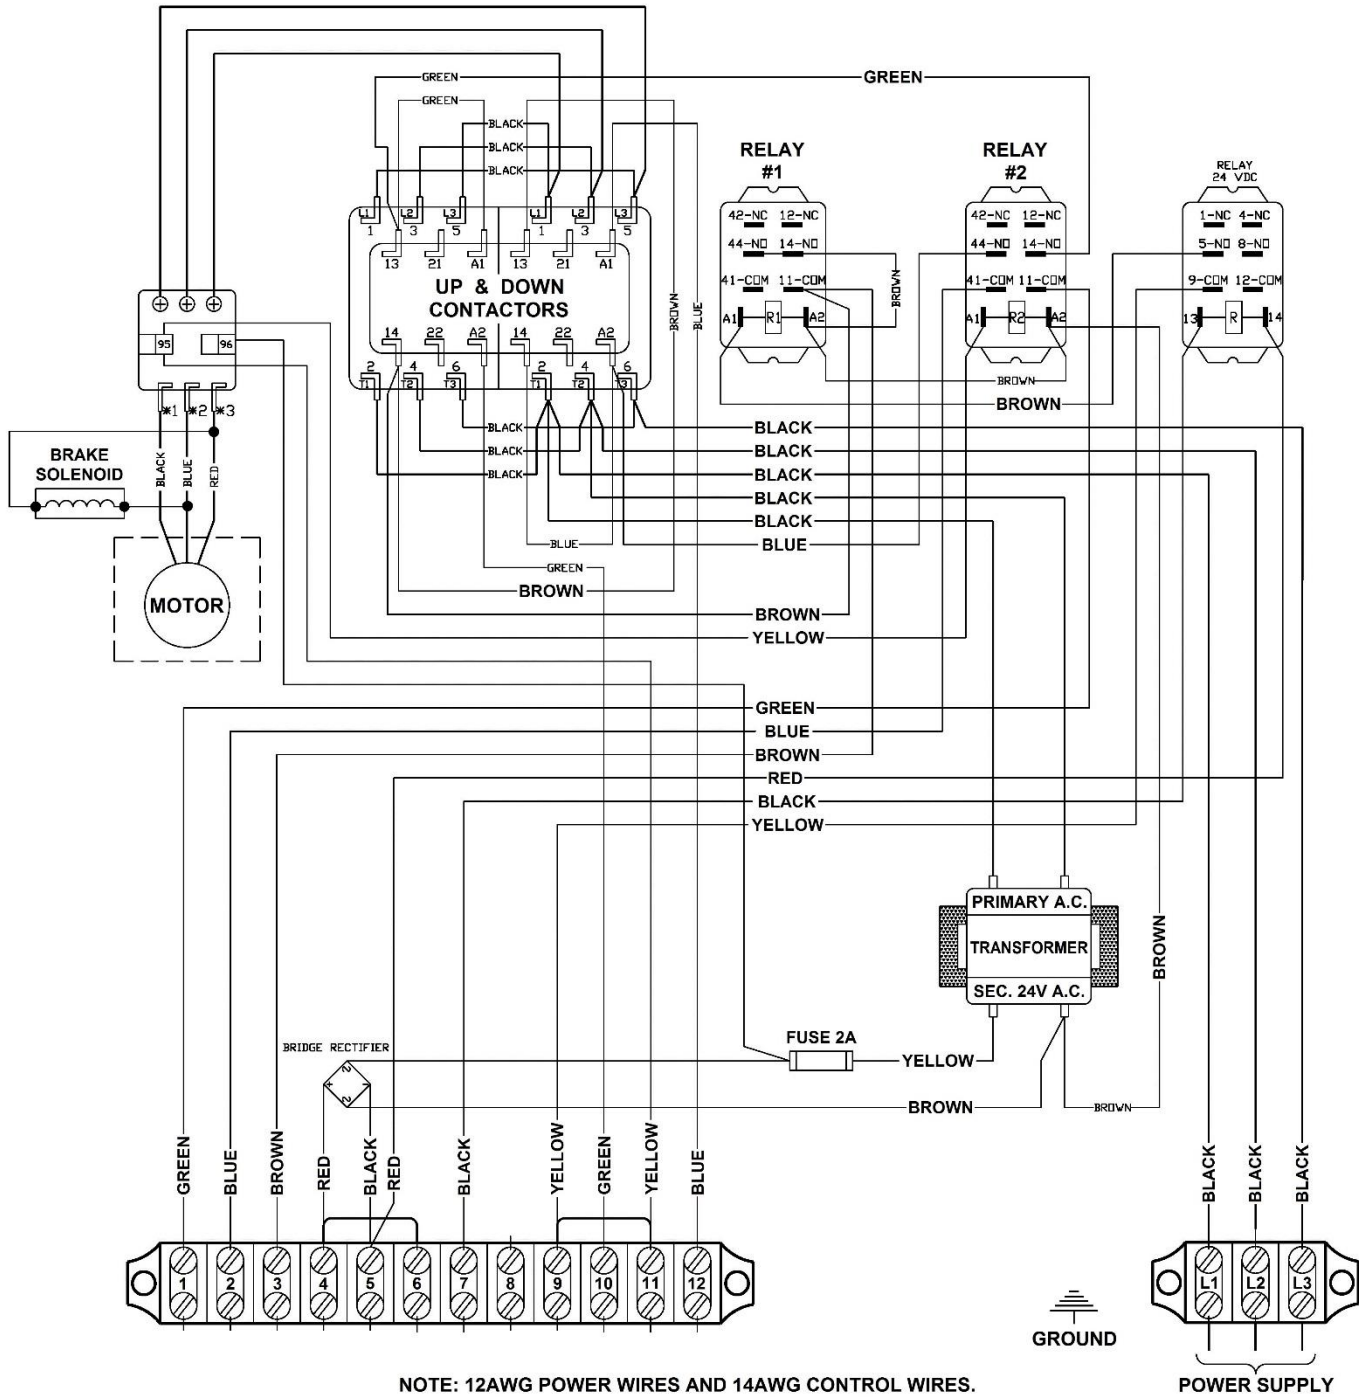 GREEN
GREEN
GREEN
BLACK
BLACK
BLACK
RELAY
#1
RELAY
#2
RELAY
24 VDC
L1 L2 L3 L1 L2 L3
1 3 5 1 3 5
13 21 A1 13 21 A1
UP & DOWN
CONTACTORS
14 22 A2 14 22 A2
2 4 6 2 4 6
T1 T2 T3 T1 T2 T3
42-NC 12-NC
44-NO 14-NO
41-COM 11-COM
A1 R1 A2
42-NC 12-NC
44-NO 14-NO
41-COM 11-COM
A1 R2 A2
1-NC 4-NC
5-NO 8-NO
9-COM 12-COM
13 R 14
BROWN
BLUE
BROWN
95 96
*1 *2 *3
BROWN
BROWN
BRAKE
SOLENOID
BLACK
BLUE
RED
MOTOR
BLACK
BLACK
BLACK
BLACK
BLACK
BLACK
BLACK
BLACK
BLUE
BLUE
GREEN
BROWN
BROWN
YELLOW
GREEN
BLUE
BROWN
RED
BLACK
YELLOW
PRIMARY A.C.
TRANSFORMER
SEC. 24V A.C.
BROWN
FUSE 2A
YELLOW
BRIDGE RECTIFIER
2
+ -
2
BROWN
BROWN
GREEN
BLUE
BROWN
RED
BLACK
RED
BLACK
YELLOW
GREEN
YELLOW
BLUE
BLACK
BLACK
BLACK
1 2 3 4 5 6 7 8 9 10 11 12
L1 L2 L3
GROUND
NOTE: 12AWG POWER WIRES AND 14AWG CONTROL WIRES.
POWER SUPPLY